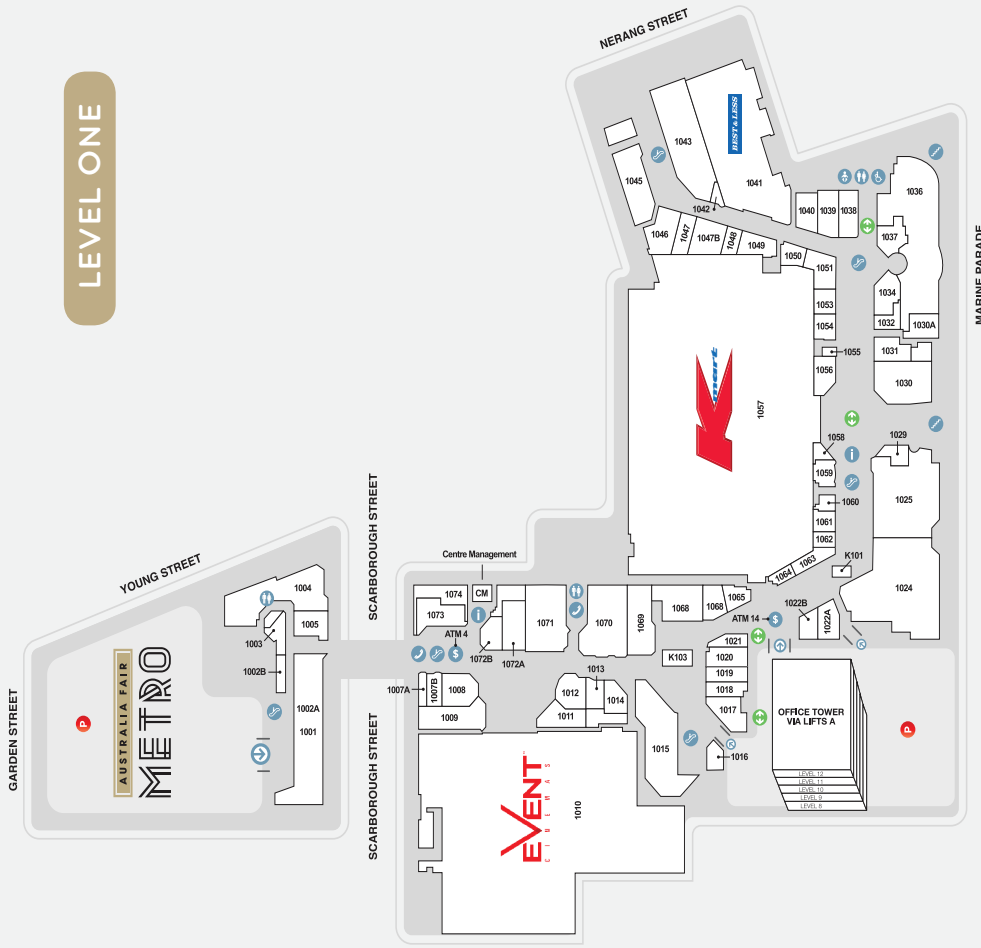 LEVEL ONE
NERANG STREET
MARINE PARADE
YOUNG STREET
SCARBOROUGH STREET
SCARBOROUGH STREET
GARDEN STREET
AUSTRALIA FAIR
METRO
P
1004
1005
1003
1002B
1002A
1001
Centre Management
CM
1074
1073
i
ATM 4
$
1072B
1072A
1071
1070
1069
1068
1068
1065
K103
1007A
1007B
1008
1009
1012
1013
1014
1011
1015
EVENT
CINEMAS
1010
1021
1020
1019
1018
1017
1016
ATM 14
$
1022B
1022A
OFFICE TOWER
VIA LIFTS A
LEVEL 12
LEVEL 11
LEVEL 10
LEVEL 9
LEVEL 8
P
K101
1024
1025
1029
1030
1031
1030A
1032
1034
1037
1036
1038
1039
1040
BEST & LESS
1041
1042
1043
1045
1046
1047
1047B
1048
1049
1050
1051
1053
1054
1055
1056
Kmart
1057
1058
i
1059
1060
1061
1062
1063
1064